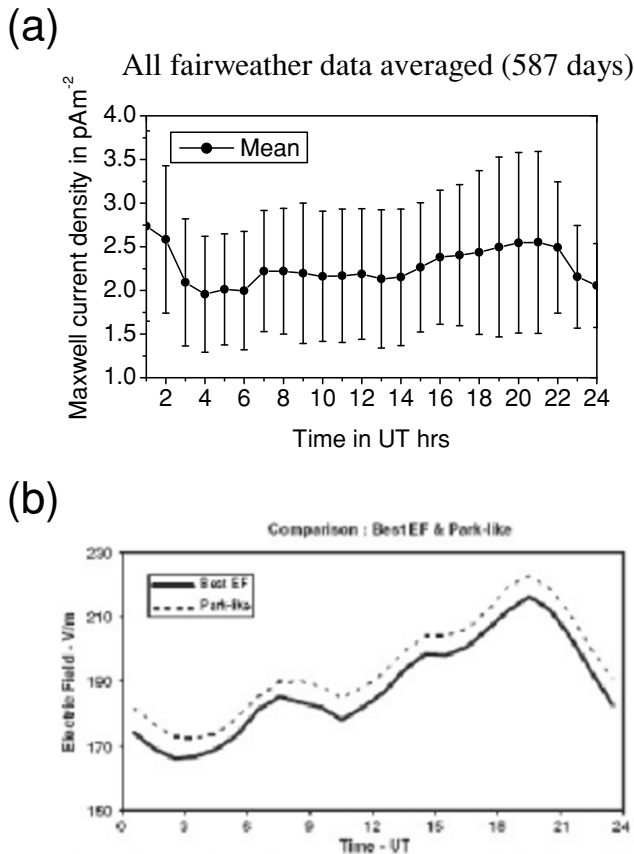 (a)
All fairweather data averaged (587 days)
Maxwell current density in pAm⁻²
4.0
3.5
3.0
2.5
2.0
1.5
1.0
Mean
2 4 6 8 10 12 14 16 18 20 22 24
Time in UT hrs
(b)
Comparison : Best EF & Park-like
Electric Field - V/m
230
210
190
170
150
Best EF
Park-like
0 3 6 9 12 15 18 21 24
Time - UT